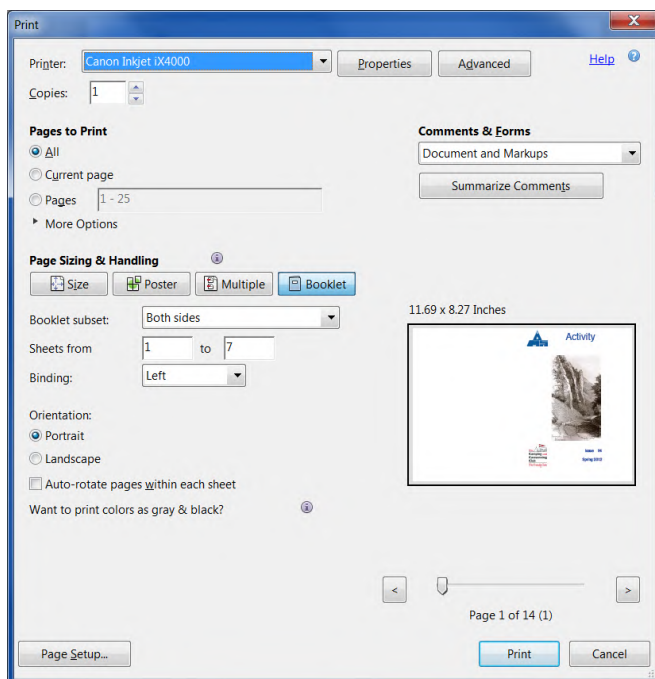 Print
Printer: Canon Inkjet iX4000 Properties Advanced Help
Copies: 1
Pages to Print
All
Current page
Pages 1 - 25
More Options
Comments & Forms
Document and Markups
Summarize Comments
Page Sizing & Handling
Size Poster Multiple Booklet
Booklet subset: Both sides
Sheets from 1 to 7
Binding: Left
Orientation:
Portrait
Landscape
Auto-rotate pages within each sheet
Want to print colors as gray & black?
11.69 x 8.27 Inches
Activity
Spring 2012
< >
Page 1 of 14 (1)
Page Setup... Print Cancel